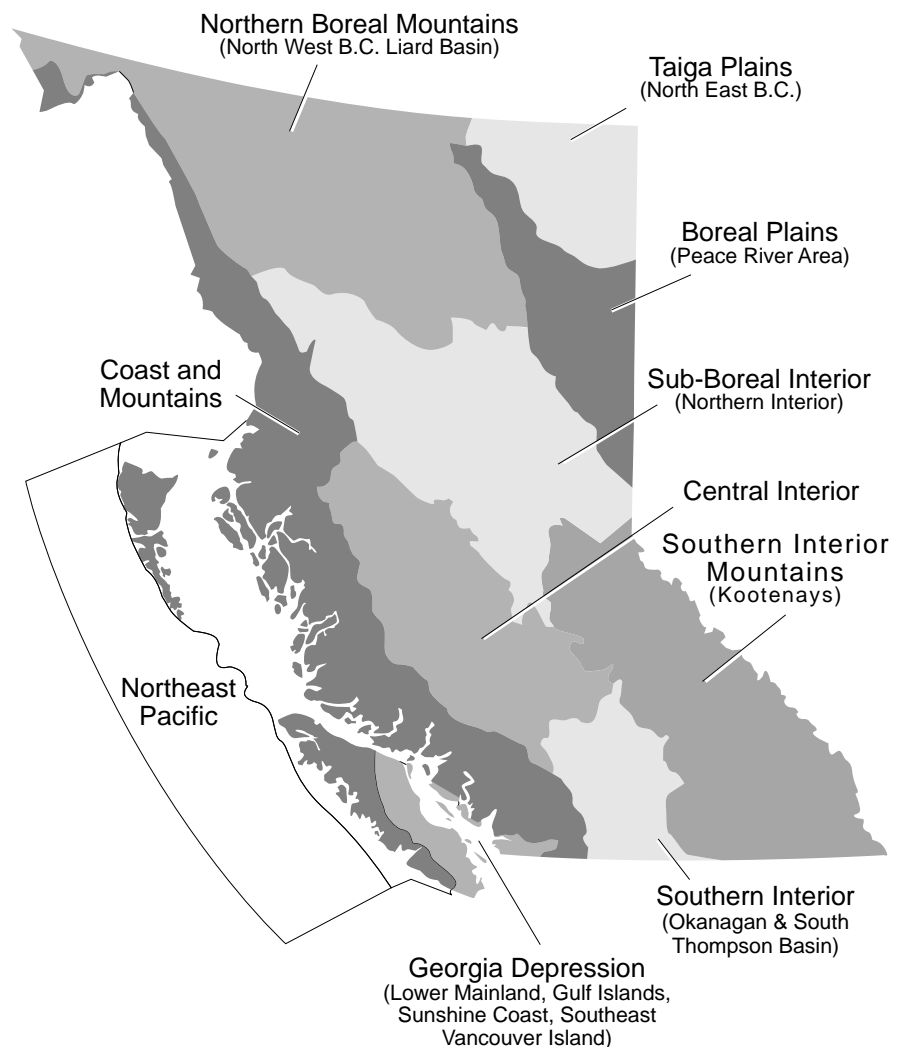 Northern Boreal Mountains
(North West B.C. Liard Basin)
Taiga Plains
(North East B.C.)
Boreal Plains
(Peace River Area)
Coast and
Mountains
Sub-Boreal Interior
(Northern Interior)
Central Interior
Southern Interior
Mountains
(Kootenays)
Northeast
Pacific
Southern Interior
(Okanagan & South
Thompson Basin)
Georgia Depression
(Lower Mainland, Gulf Islands,
Sunshine Coast, Southeast
Vancouver Island)